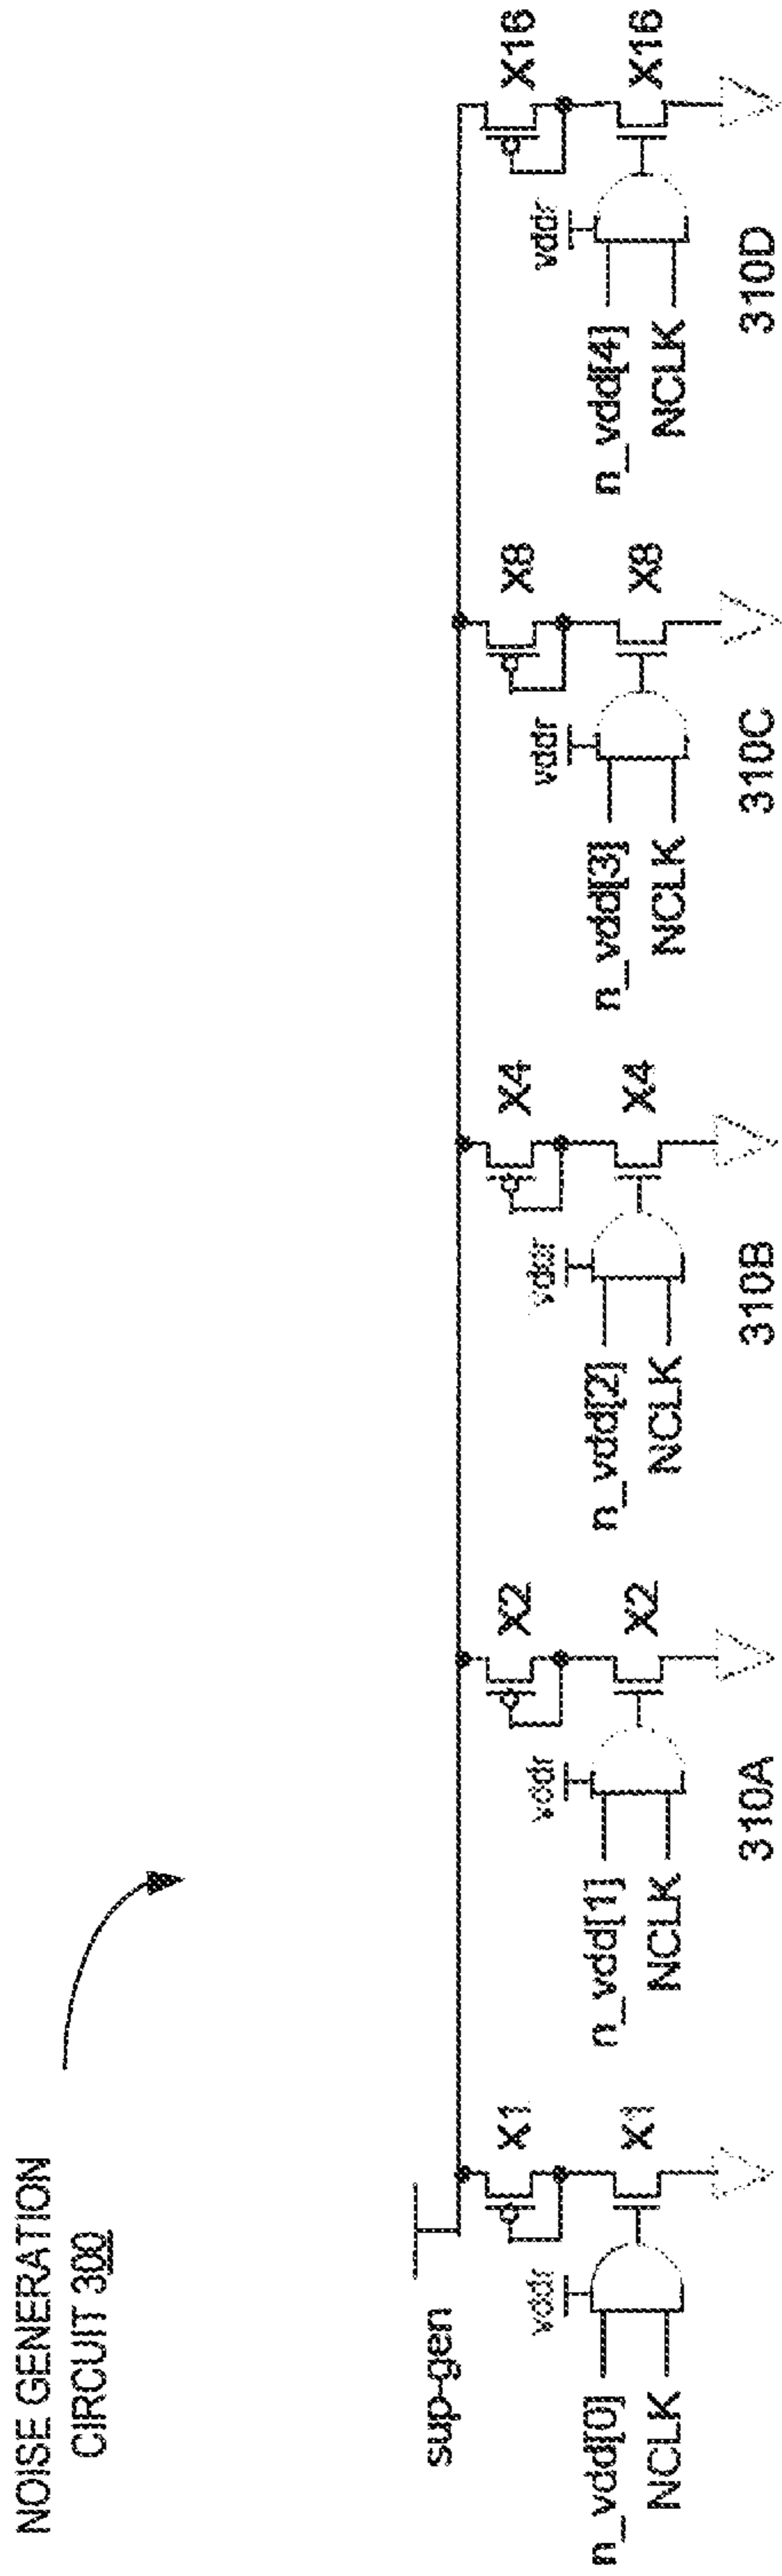 NOISE GENERATION
CIRCUIT 300
sup-gen
X1
X2
X4
X8
X16
vddr
vddr
vddr
vddr
vddr
X1
X2
X4
X8
X16
n_vdd[0]
n_vdd[1]
n_vdd[2]
n_vdd[3]
n_vdd[4]
NCLK
NCLK
NCLK
NCLK
NCLK
310A
310B
310C
310D